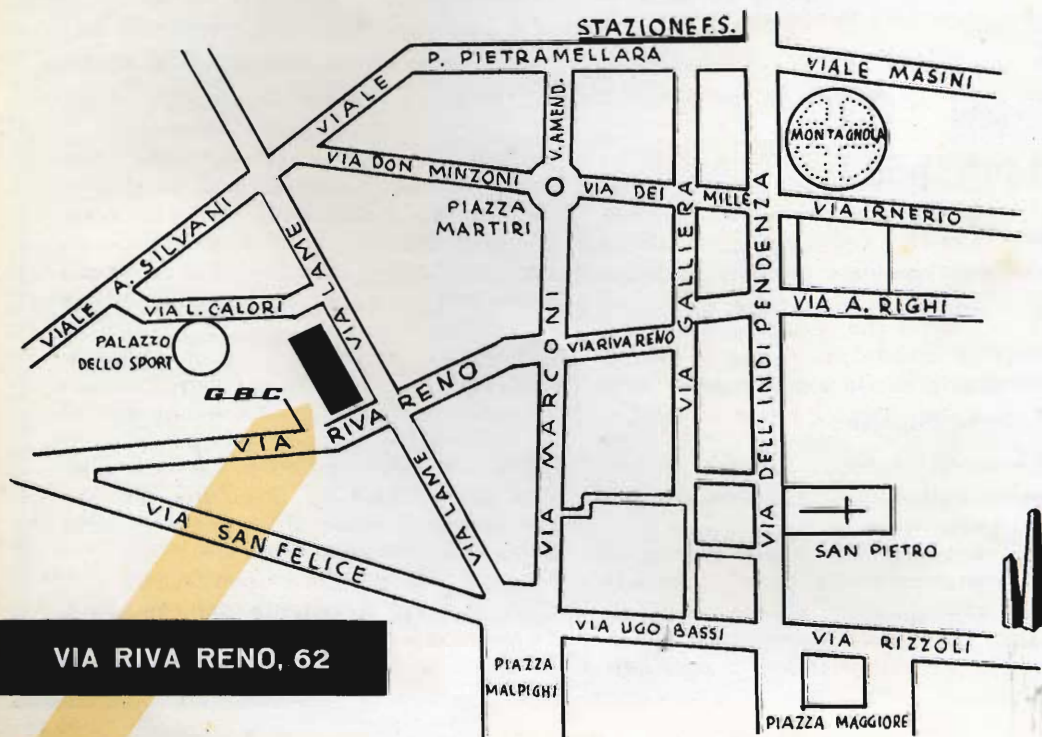 STAZIONE F.S.
P. PIETRAMELLARA
VIALE
VIALE MASINI
V. AMEND.
MONTAGNOLA
VIA DON MINZONI
VIA DEI MILLE
VIA IRNERIO
PIAZZA
MARTIRI
VIALE A. SILVANI
VIA LAME
VIA LAME
VIA L. CALORI
VIA GALLIERA
VIA DELL'INDIPENDENZA
VIA A. RIGHI
PALAZZO
DELLO SPORT
VIA RIVA RENO
G.B.C.
VIA RIVA RENO
VIA MARCONI
VIA LAME
VIA SAN FELICE
SAN PIETRO
VIA UGO BASSI
VIA RIZZOLI
VIA RIVA RENO, 62
PIAZZA
MALPIGHI
PIAZZA MAGGIORE